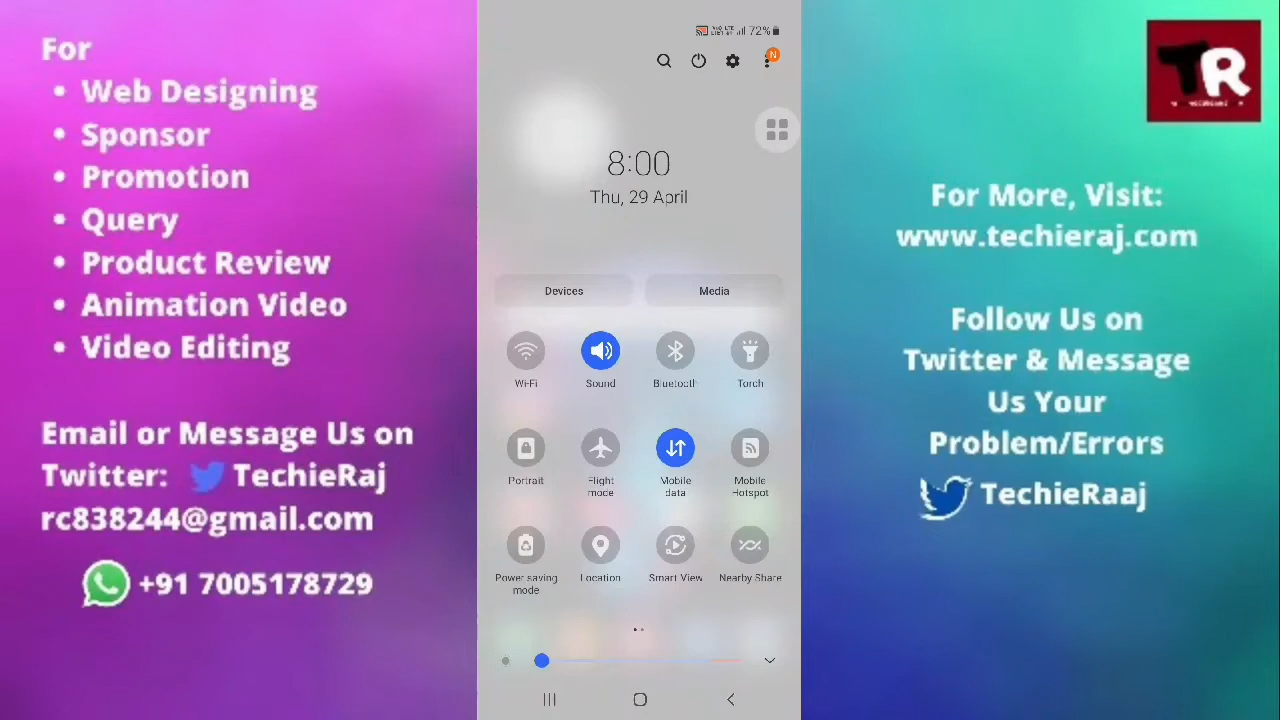 For
• Web Designing
• Sponsor
• Promotion
• Query
• Product Review
• Animation Video
• Video Editing
Email or Message Us on
Twitter: TechieRaj
rc838244@gmail.com
+91 7005178729
72%
N
8:00
Thu, 29 April
Devices
Media
Wi-Fi
Sound
Bluetooth
Torch
Portrait
Flight
mode
Mobile
data
Mobile
Hotspot
Power saving
mode
Location
Smart View
Nearby Share
TR
For More, Visit:
www.techieraj.com
Follow Us on
Twitter & Message
Us Your
Problem/Errors
TechieRaaj